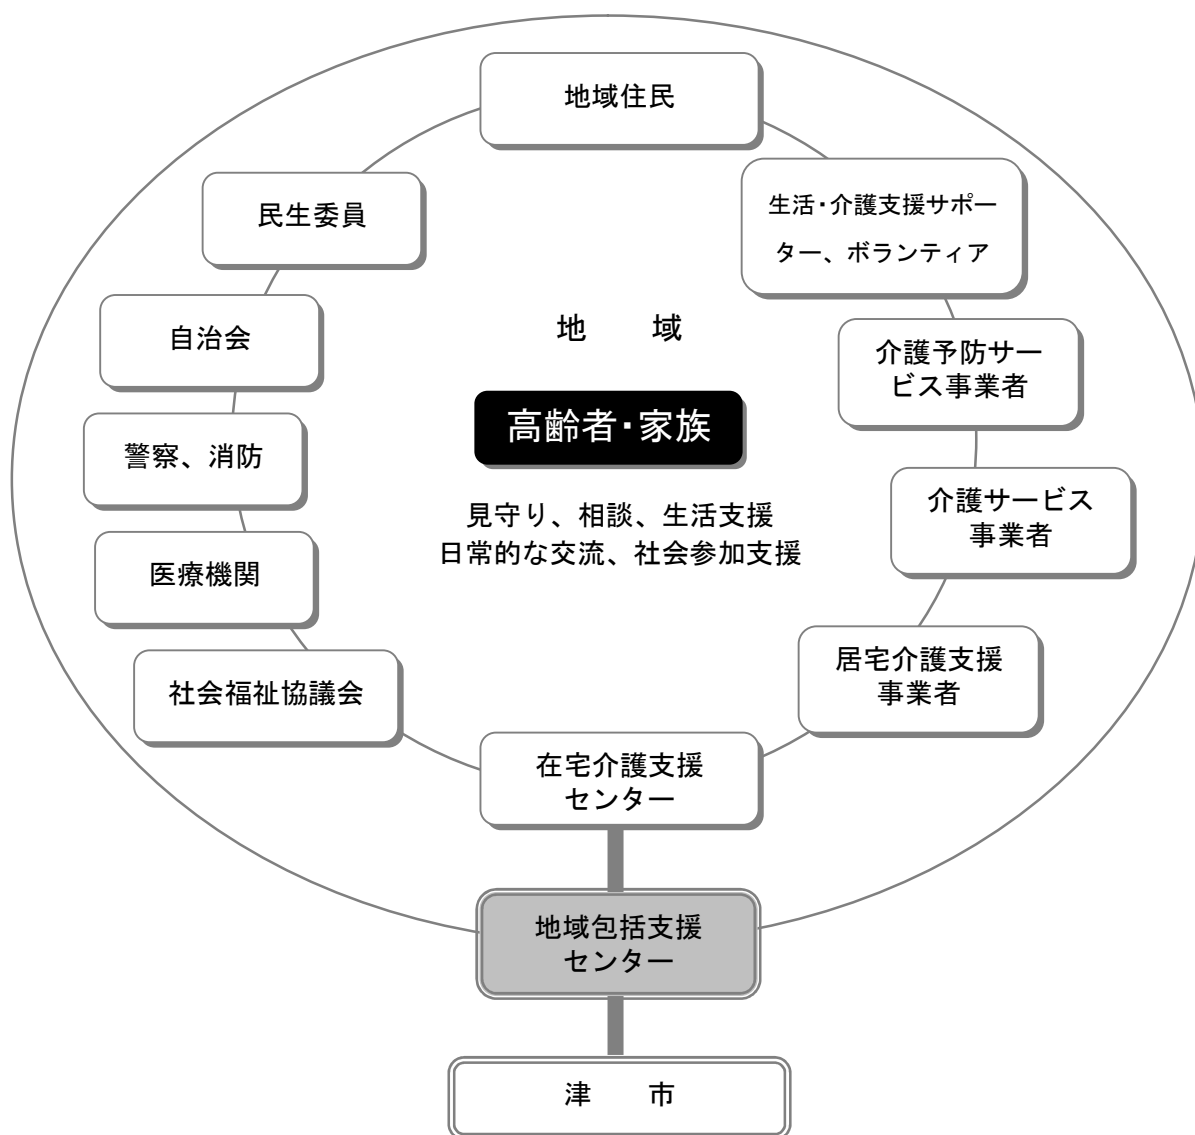 地域住民
民生委員
生活・介護支援サポー
ター、ボランティア
自治会
地　域
介護予防サー
ビス事業者
高齢者・家族
警察、消防
介護サービス
事業者
見守り、相談、生活支援
日常的な交流、社会参加支援
医療機関
居宅介護支援
事業者
社会福祉協議会
在宅介護支援
センター
地域包括支援
センター
津　市